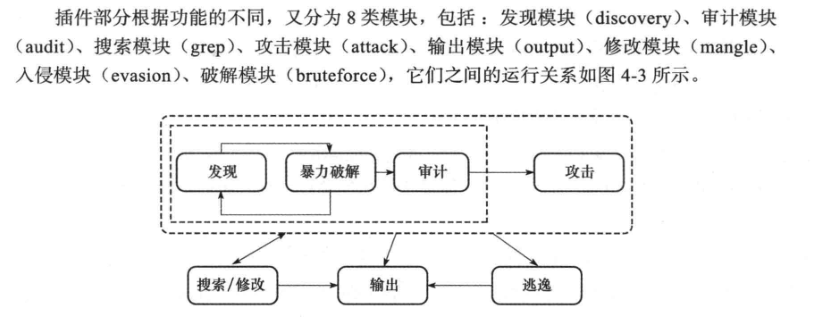 插件部分根据功能的不同，又分为 8 类模块，包括：发现模块（discovery）、审计模块
（audit）、搜索模块（grep）、攻击模块（attack）、输出模块（output）、修改模块（mangle）、
入侵模块（evasion）、破解模块（bruteforce），它们之间的运行关系如图 4-3 所示。
发现
暴力破解
审计
攻击
搜索/修改
输出
逃逸